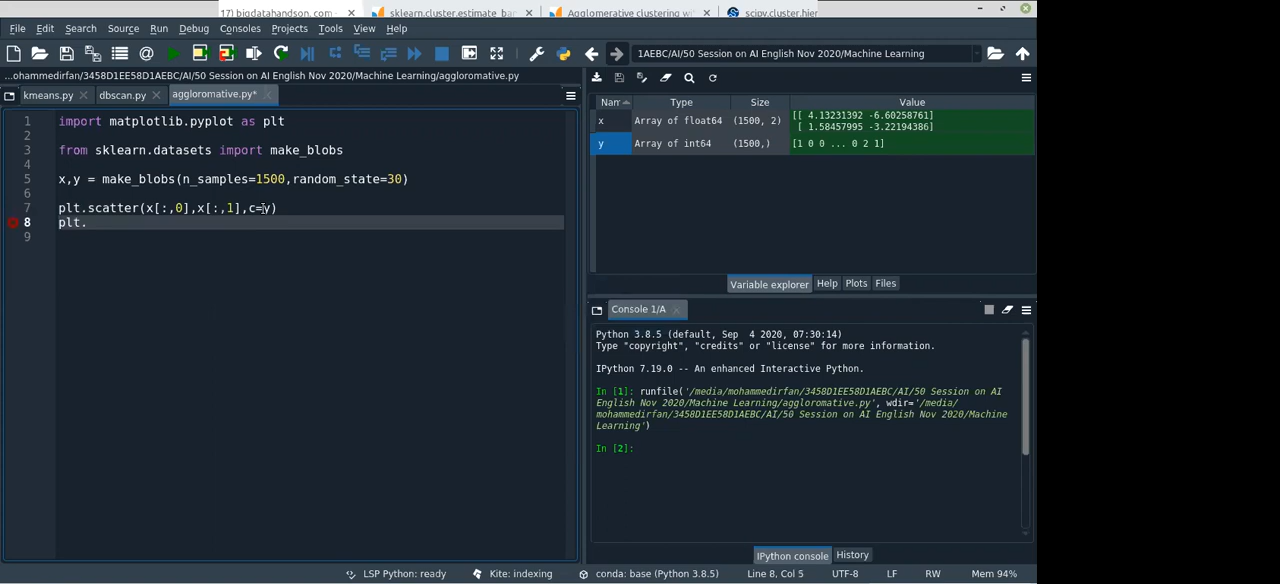 17) bigdatahandson.com- sklearn.cluster.estimate_bar Agglomerative clustering wi scipy.cluster.hier
File Edit Search Source Run Debug Consoles Projects Tools View Help
1AEBC/AI/50 Session on AI English Nov 2020/Machine Learning
...ohammedirfan/3458D1EE58D1AEBC/AI/50 Session on AI English Nov 2020/Machine Learning/aggloromative.py
kmeans.py dbscan.py aggloromative.py*
1 import matplotlib.pyplot as plt
2
3 from sklearn.datasets import make_blobs
4
5 x,y = make_blobs(n_samples=1500,random_state=30)
6
7 plt.scatter(x[:,0],x[:,1],c=y)
8 plt.
9
Nar Type Size Value
x Array of float64 (1500, 2) [[ 4.13231392 -6.60258761]
[ 1.58457995 -3.22194386]
y Array of int64 (1500,) [1 0 0 ... 0 2 1]
Variable explorer Help Plots Files
Console 1/A
Python 3.8.5 (default, Sep 4 2020, 07:30:14)
Type "copyright", "credits" or "license" for more information.
IPython 7.19.0 -- An enhanced Interactive Python.
In [1]: runfile('/media/mohammedirfan/3458D1EE58D1AEBC/AI/50 Session on AI
English Nov 2020/Machine Learning/aggloromative.py', wdir='/media/
mohammedirfan/3458D1EE58D1AEBC/AI/50 Session on AI English Nov 2020/Machine
Learning')
In [2]:
IPython console History
LSP Python: ready Kite: indexing conda: base (Python 3.8.5) Line 8, Col 5 UTF-8 LF RW Mem 94%